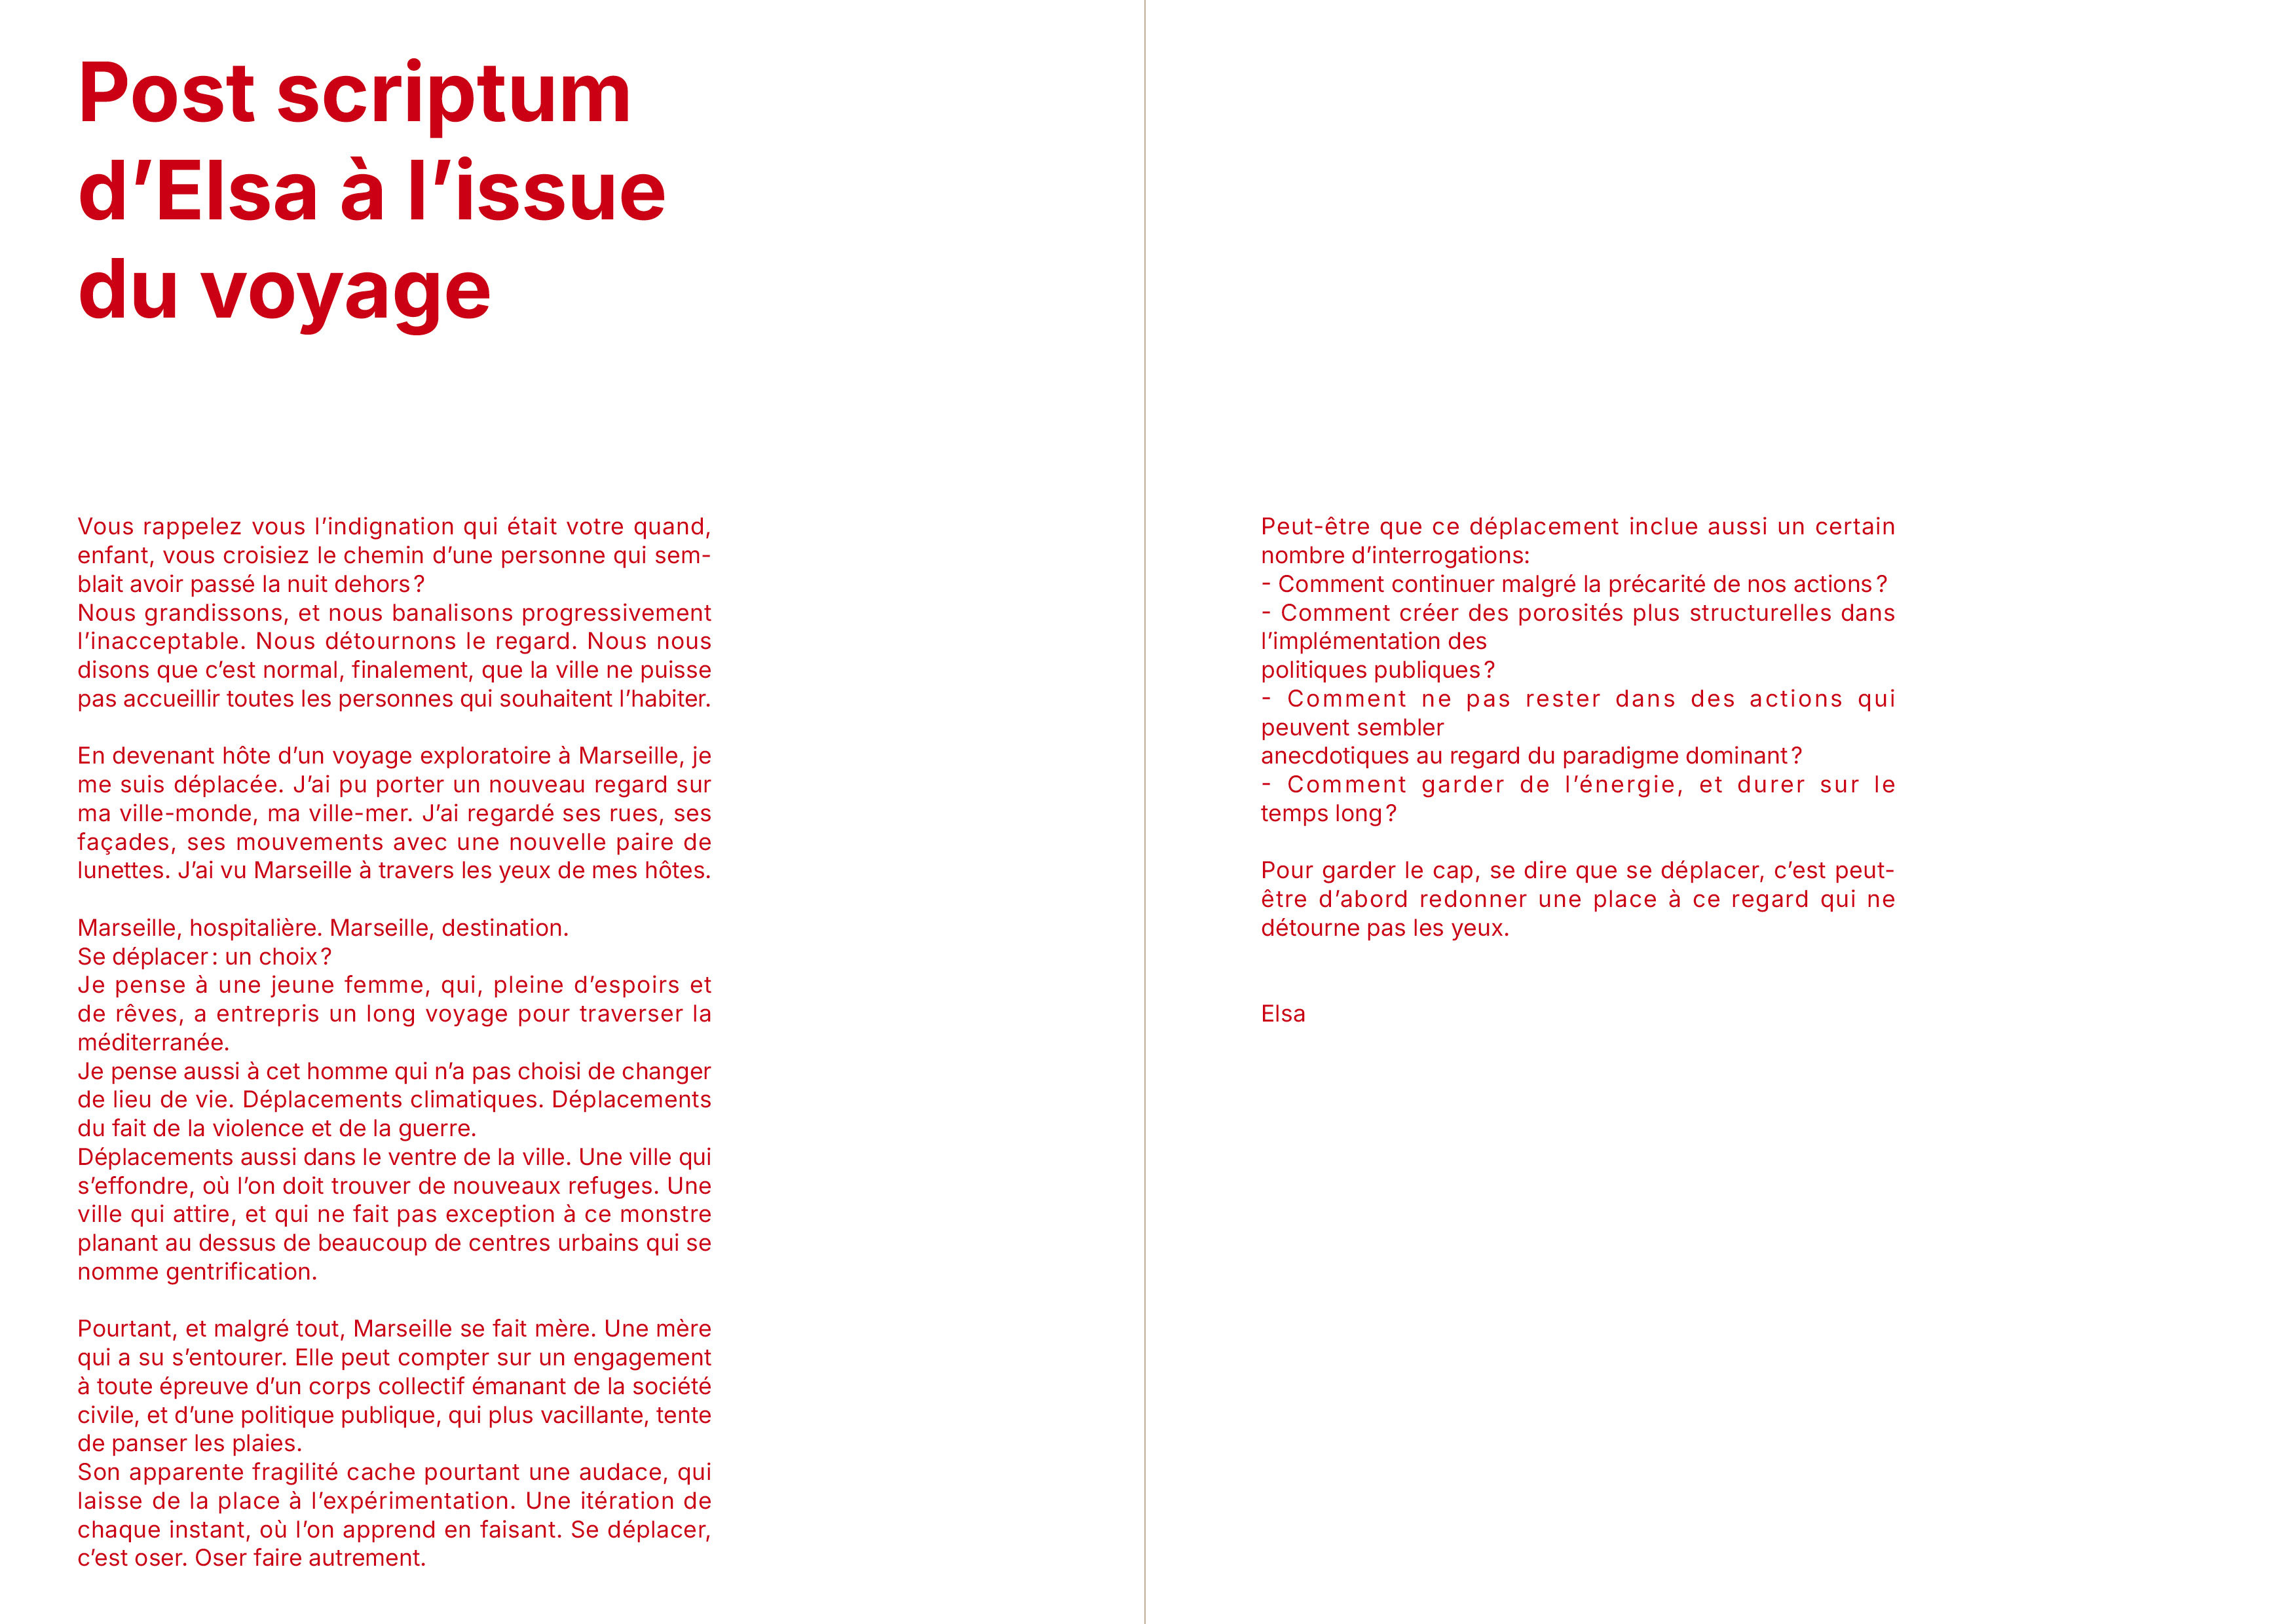 Post scriptum
d’Elsa à l’issue
du voyage
Vous rappelez vous l’indignation qui était votre quand,
enfant, vous croisiez le chemin d’une personne qui sem-
blait avoir passé la nuit dehors ?
Nous grandissons, et nous banalisons progressivement
l’inacceptable. Nous détournons le regard. Nous nous
disons que c’est normal, finalement, que la ville ne puisse
pas accueillir toutes les personnes qui souhaitent l’habiter.
En devenant hôte d’un voyage exploratoire à Marseille, je
me suis déplacée. J’ai pu porter un nouveau regard sur
ma ville-monde, ma ville-mer. J’ai regardé ses rues, ses
façades, ses mouvements avec une nouvelle paire de
lunettes. J’ai vu Marseille à travers les yeux de mes hôtes.
Marseille, hospitalière. Marseille, destination.
Se déplacer : un choix ?
Je pense à une jeune femme, qui, pleine d’espoirs et
de rêves, a entrepris un long voyage pour traverser la
méditerranée.
Je pense aussi à cet homme qui n’a pas choisi de changer
de lieu de vie. Déplacements climatiques. Déplacements
du fait de la violence et de la guerre.
Déplacements aussi dans le ventre de la ville. Une ville qui
s’effondre, où l’on doit trouver de nouveaux refuges. Une
ville qui attire, et qui ne fait pas exception à ce monstre
planant au dessus de beaucoup de centres urbains qui se
nomme gentrification.
Pourtant, et malgré tout, Marseille se fait mère. Une mère
qui a su s’entourer. Elle peut compter sur un engagement
à toute épreuve d’un corps collectif émanant de la société
civile, et d’une politique publique, qui plus vacillante, tente
de panser les plaies.
Son apparente fragilité cache pourtant une audace, qui
laisse de la place à l’expérimentation. Une itération de
chaque instant, où l’on apprend en faisant. Se déplacer,
c’est oser. Oser faire autrement.
Peut-être que ce déplacement inclue aussi un certain
nombre d’interrogations:
- Comment continuer malgré la précarité de nos actions ?
- Comment créer des porosités plus structurelles dans
l’implémentation des
politiques publiques ?
- Comment ne pas rester dans des actions qui
peuvent sembler
anecdotiques au regard du paradigme dominant ?
- Comment garder de l’énergie, et durer sur le
temps long ?
Pour garder le cap, se dire que se déplacer, c’est peut-
être d’abord redonner une place à ce regard qui ne
détourne pas les yeux.
Elsa